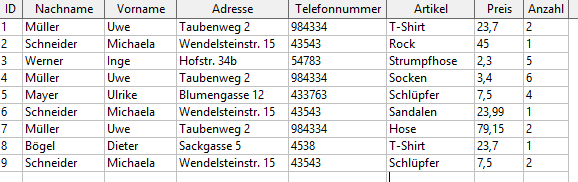 ID Nachname Vorname Adresse Telefonnummer Artikel Preis Anzahl
1 Müller Uwe Taubenweg 2 984334 T-Shirt 23,7 2
2 Schneider Michaela Wendelsteinstr. 15 43543 Rock 45 1
3 Werner Inge Hofstr. 34b 54783 Strumpfhose 2,3 5
4 Müller Uwe Taubenweg 2 984334 Socken 3,4 6
5 Mayer Ulrike Blumengasse 12 433763 Schlüpfer 7,5 4
6 Schneider Michaela Wendelsteinstr. 15 43543 Sandalen 23,99 1
7 Müller Uwe Taubenweg 2 984334 Hose 79,15 2
8 Bögel Dieter Sackgasse 5 4538 T-Shirt 23,7 1
9 Schneider Michaela Wendelsteinstr. 15 43543 Schlüpfer 7,5 2